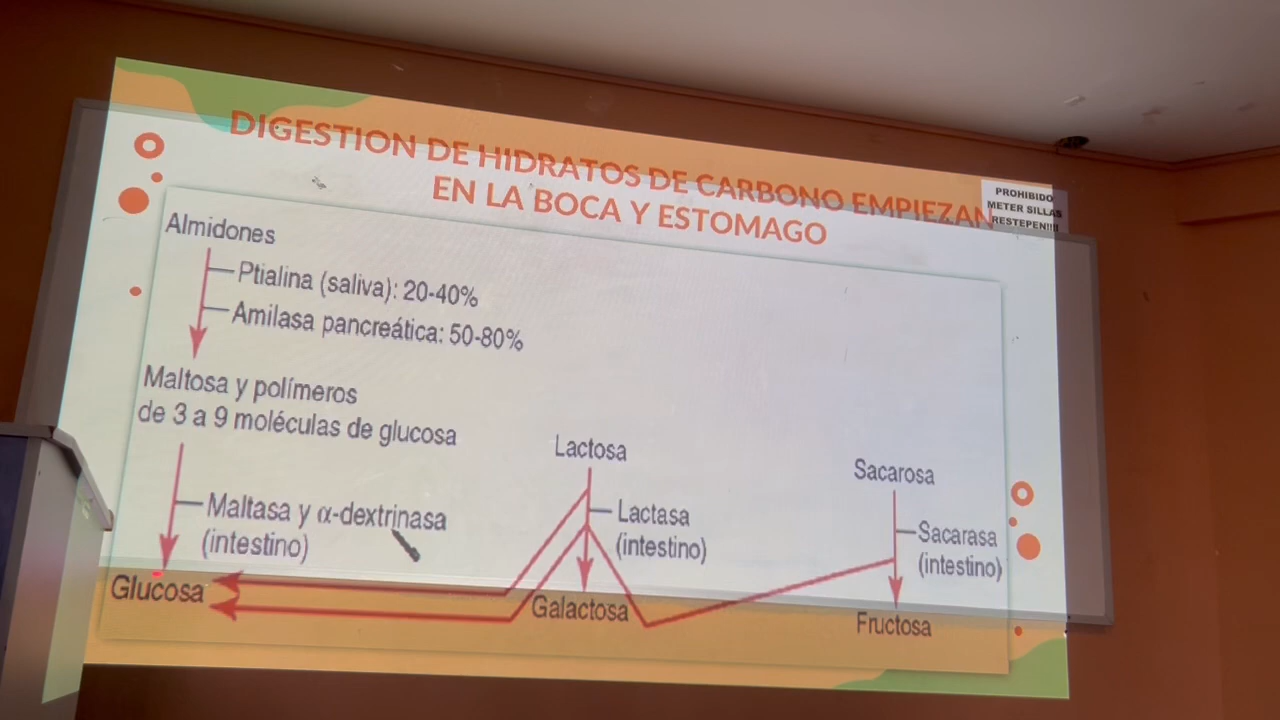 DIGESTION DE HIDRATOS DE CARBONO EMPIEZAN
EN LA BOCA Y ESTOMAGO
PROHIBIDO
METER SILLAS
RESTEPEN!!!!
Almidones
Ptialina (saliva): 20-40%
Amilasa pancreática: 50-80%
Maltosa y polímeros
de 3 a 9 moléculas de glucosa
Maltasa y α-dextrinasa
(intestino)
Glucosa
Lactosa
Lactasa
(intestino)
Galactosa
Sacarosa
Sacarasa
(intestino)
Fructosa